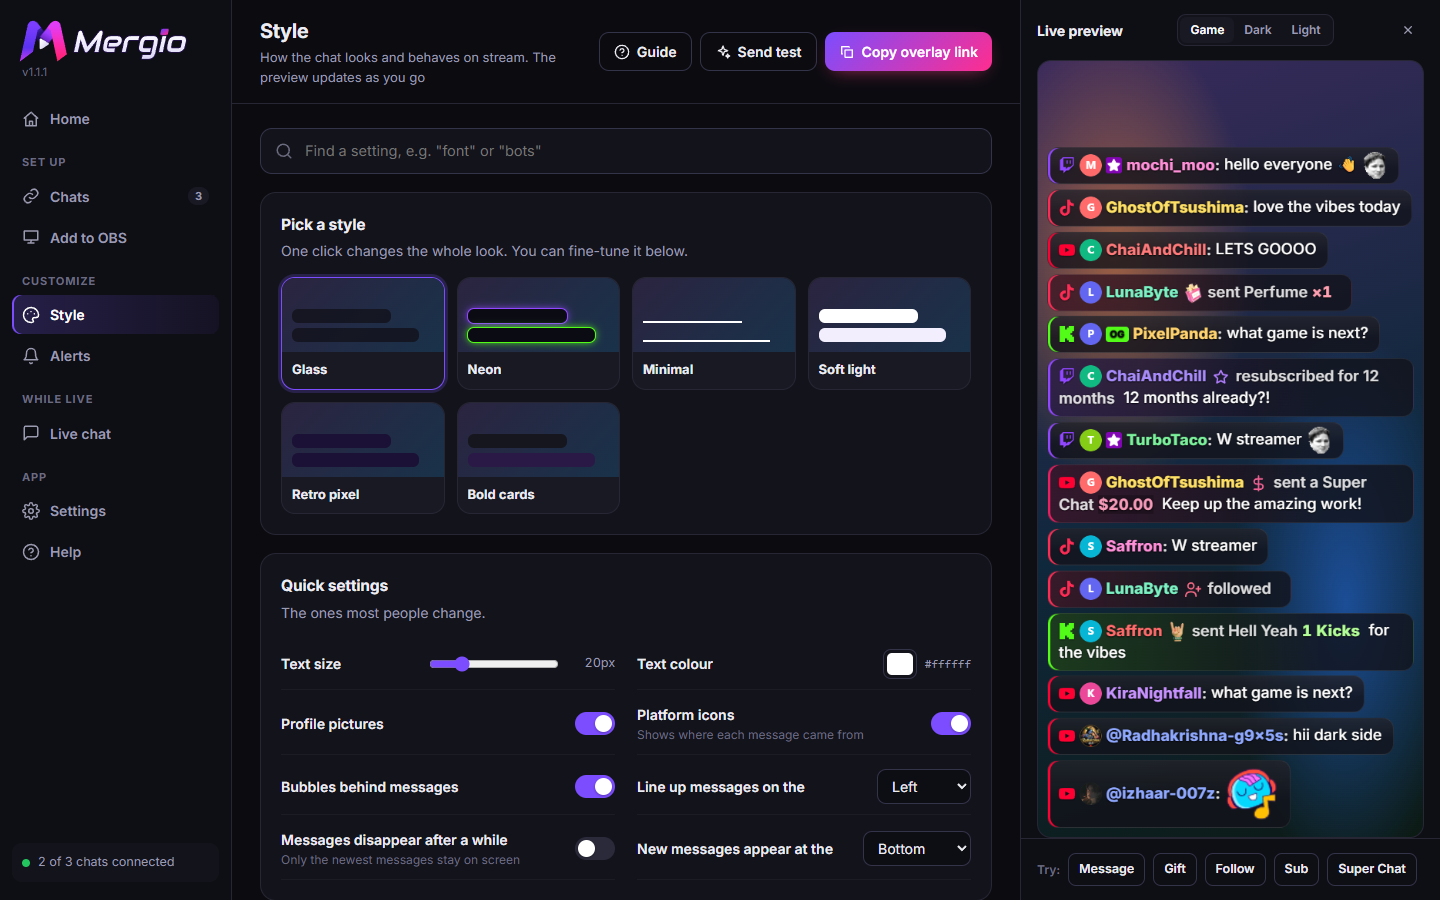 Mergio
v1.1.1
Home
SET UP
Chats
3
Add to OBS
CUSTOMIZE
Style
Alerts
WHILE LIVE
Live chat
APP
Settings
Help
2 of 3 chats connected
Style
How the chat looks and behaves on stream. The
preview updates as you go
Guide
Send test
Copy overlay link
Find a setting, e.g. "font" or "bots"
Pick a style
One click changes the whole look. You can fine-tune it below.
Glass
Neon
Minimal
Soft light
Retro pixel
Bold cards
Quick settings
The ones most people change.
Text size
20px
Text colour
#ffffff
Profile pictures
Platform icons
Shows where each message came from
Bubbles behind messages
Line up messages on the
Left
Messages disappear after a while
Only the newest messages stay on screen
New messages appear at the
Bottom
Live preview
Game
Dark
Light
M mochi_moo: hello everyone
G GhostOfTsushima: love the vibes today
C ChaiAndChill: LETS GOOOO
L LunaByte sent Perfume ×1
P OG PixelPanda: what game is next?
C ChaiAndChill resubscribed for 12
months 12 months already?!
T TurboTaco: W streamer
G GhostOfTsushima $ sent a Super
Chat $20.00 Keep up the amazing work!
S Saffron: W streamer
L LunaByte followed
S Saffron sent Hell Yeah 1 Kicks for
the vibes
K KiraNightfall: what game is next?
@Radhakrishna-g9x5s: hii dark side
@izhaar-007z:
Try:
Message
Gift
Follow
Sub
Super Chat